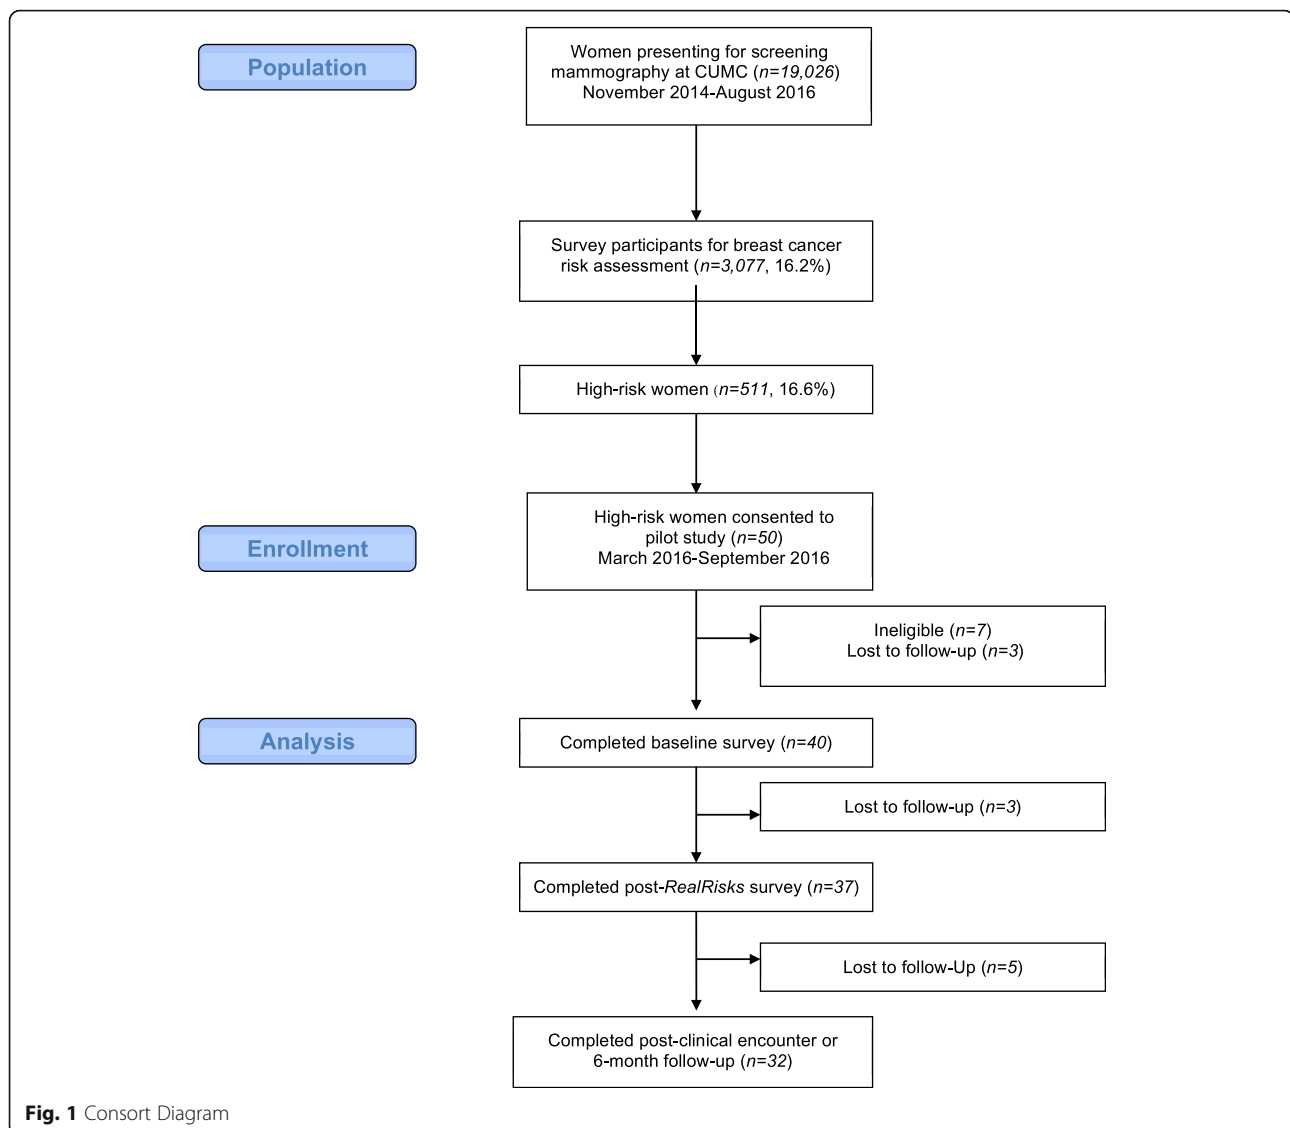 Population
Women presenting for screening
mammography at CUMC (n=19,026)
November 2014-August 2016
Survey participants for breast cancer
risk assessment (n=3,077, 16.2%)
High-risk women (n=511, 16.6%)
Enrollment
High-risk women consented to
pilot study (n=50)
March 2016-September 2016
Ineligible (n=7)
Lost to follow-up (n=3)
Analysis
Completed baseline survey (n=40)
Lost to follow-up (n=3)
Completed post-RealRisks survey (n=37)
Lost to follow-Up (n=5)
Completed post-clinical encounter or
6-month follow-up (n=32)
Fig. 1 Consort Diagram